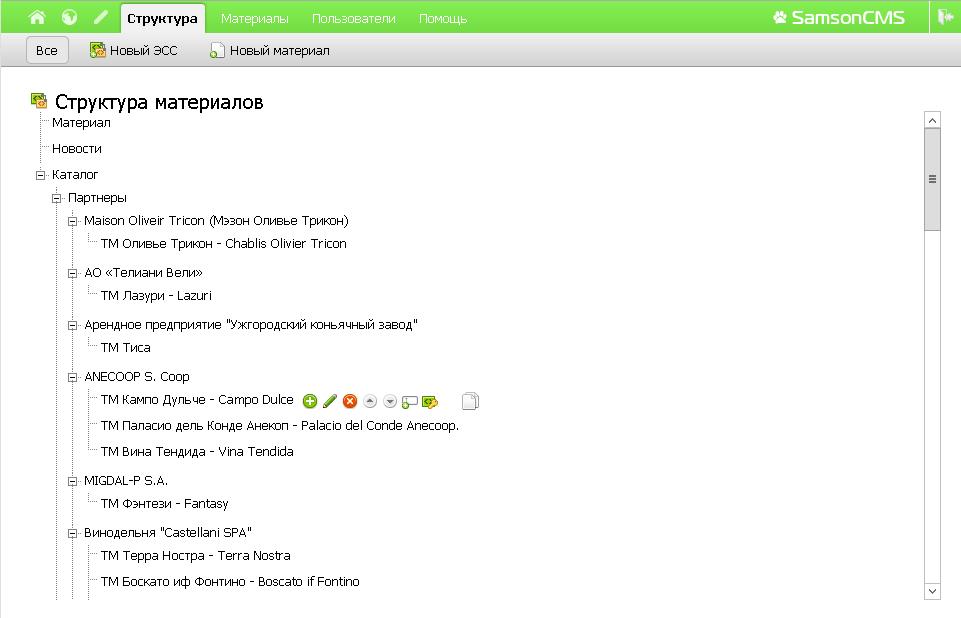 Структура Материалы Пользователи Помощь SamsonCMS
Все Новый ЭСС Новый материал
Структура материалов
Материал
Новости
Каталог
Партнеры
Maison Oliveir Tricon (Мэзон Оливье Трикон)
ТМ Оливье Трикон - Chablis Olivier Tricon
АО «Телиани Вели»
ТМ Лазури - Lazuri
Арендное предприятие "Ужгородский коньячный завод"
ТМ Тиса
ANECOOP S. Coop
ТМ Кампо Дульче - Campo Dulce
ТМ Паласио дель Конде Анекоп - Palacio del Conde Anecoop.
ТМ Вина Тендида - Vina Tendida
MIGDAL-P S.A.
ТМ Фэнтези - Fantasy
Винодельня "Castellani SPA"
ТМ Терра Ностра - Terra Nostra
ТМ Боскато иф Фонтино - Boscato if Fontino